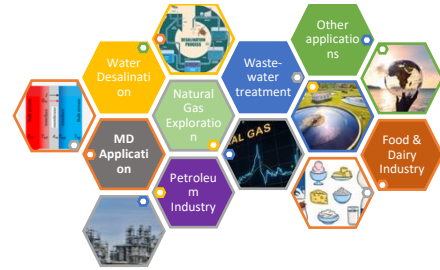 DESALINATION
PROCESS
Other
applicatio
ns
Water
Desalinati
on
Waste-
water
treatment
Natural
Gas
Exploratio
n
MD
Applicati
on
AL GAS
Food &
Dairy
Industry
Petroleu
m
Industry